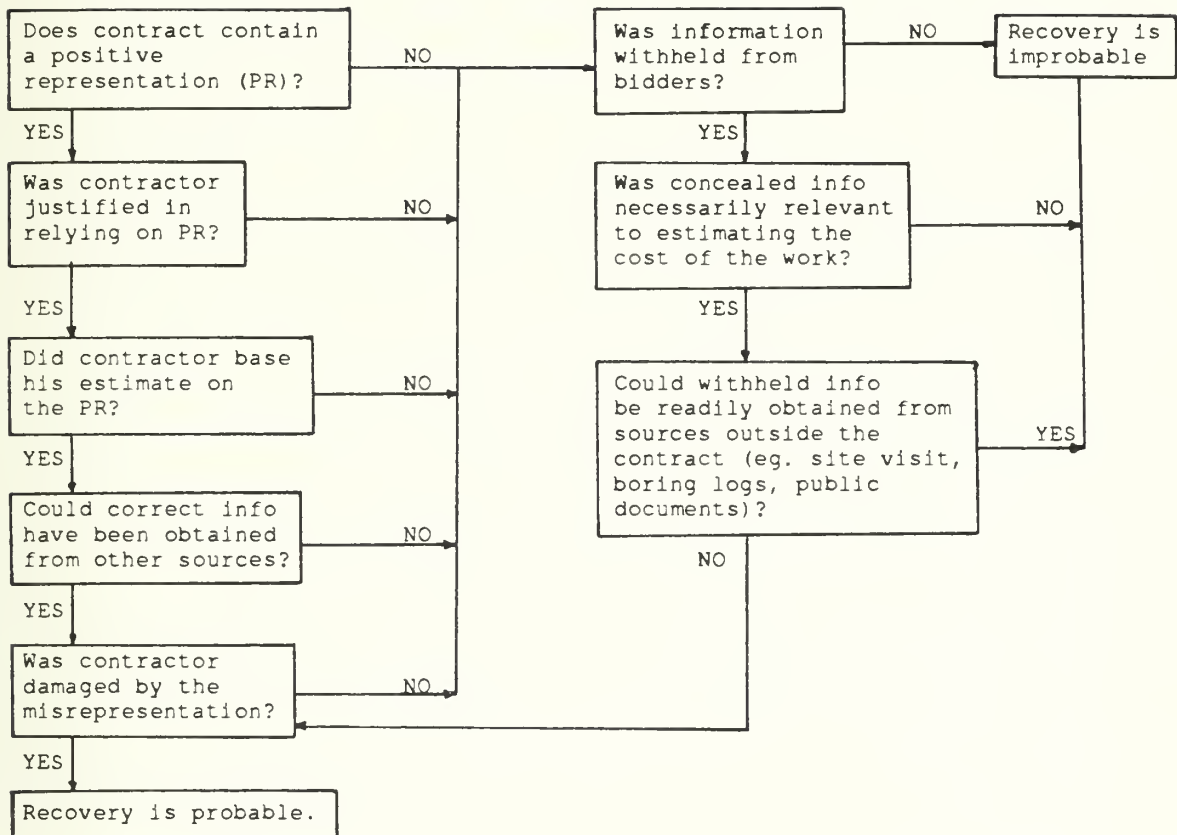 Does contract contain
a positive
representation (PR)?
NO
YES
Was contractor
justified in
relying on PR?
NO
YES
Did contractor base
his estimate on
the PR?
NO
YES
Could correct info
have been obtained
from other sources?
NO
YES
Was contractor
damaged by the
misrepresentation?
NO
YES
Recovery is probable.
Was information
withheld from
bidders?
NO
Recovery is
improbable
YES
Was concealed info
necessarily relevant
to estimating the
cost of the work?
NO
YES
Could withheld info
be readily obtained from
sources outside the
contract (eg. site visit,
boring logs, public
documents)?
YES
NO